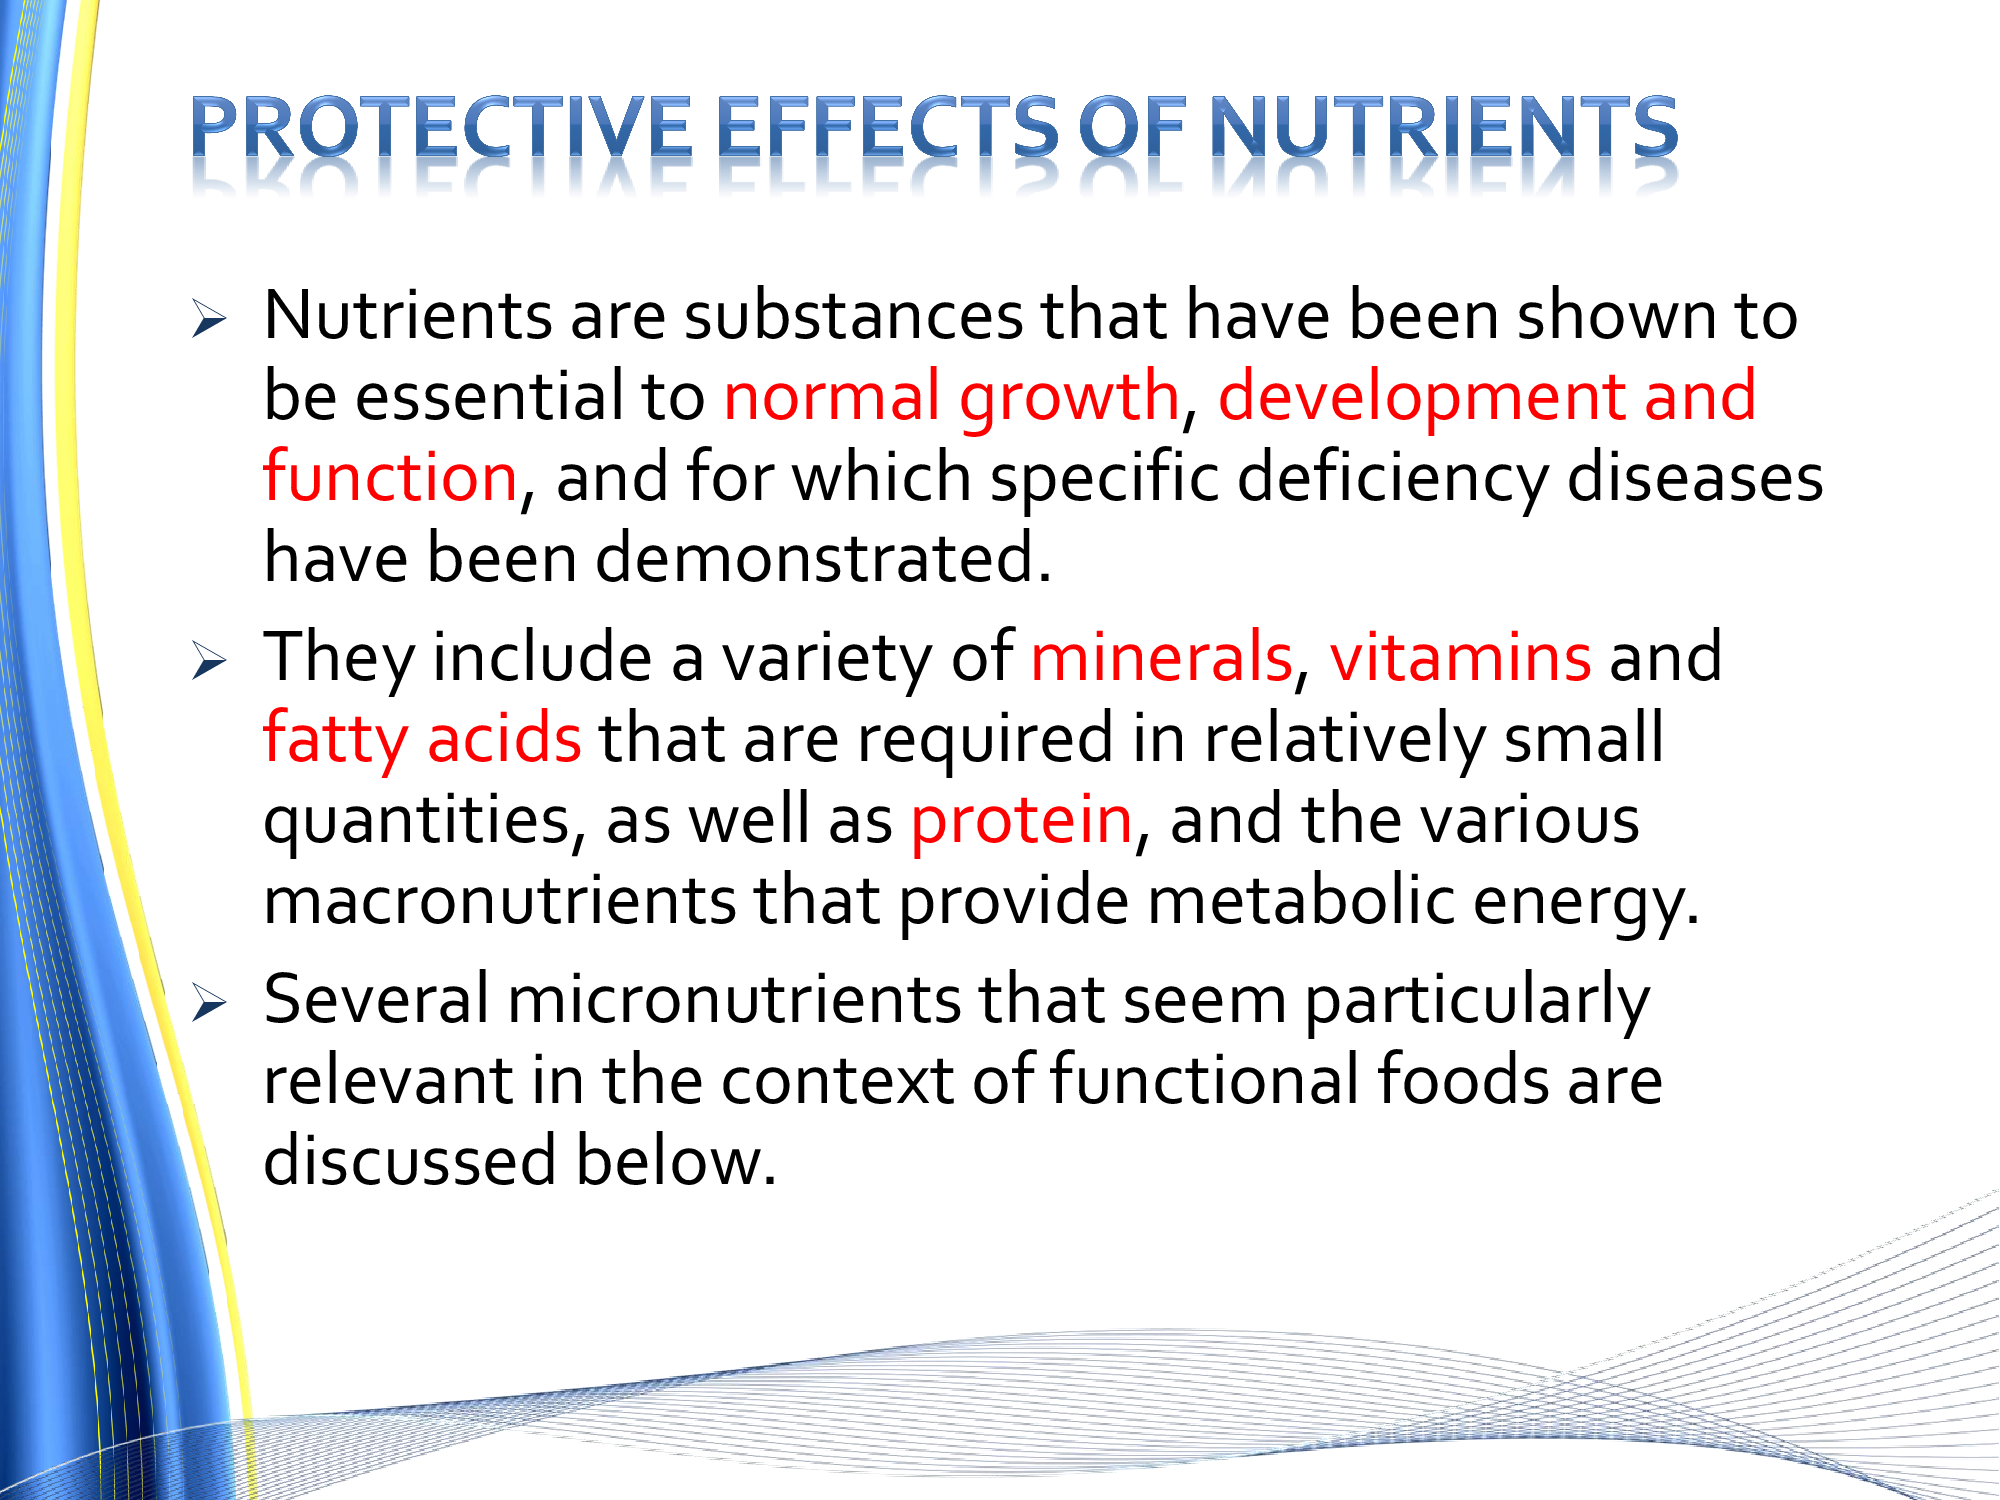 PROTECTIVE EFFECTS OF NUTRIENTS
Nutrients are substances that have been shown to
be essential to normal growth, development and
function, and for which specific deficiency diseases
have been demonstrated.
They include a variety of minerals, vitamins and
fatty acids that are required in relatively small
quantities, as well as protein, and the various
macronutrients that provide metabolic energy.
Several micronutrients that seem particularly
relevant in the context of functional foods are
discussed below.